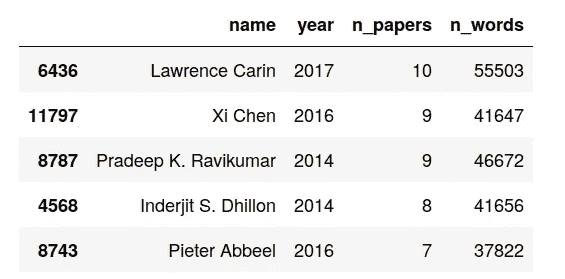 name year n_papers n_words
6436 Lawrence Carin 2017 10 55503
11797 Xi Chen 2016 9 41647
8787 Pradeep K. Ravikumar 2014 9 46672
4568 Inderjit S. Dhillon 2014 8 41656
8743 Pieter Abbeel 2016 7 37822